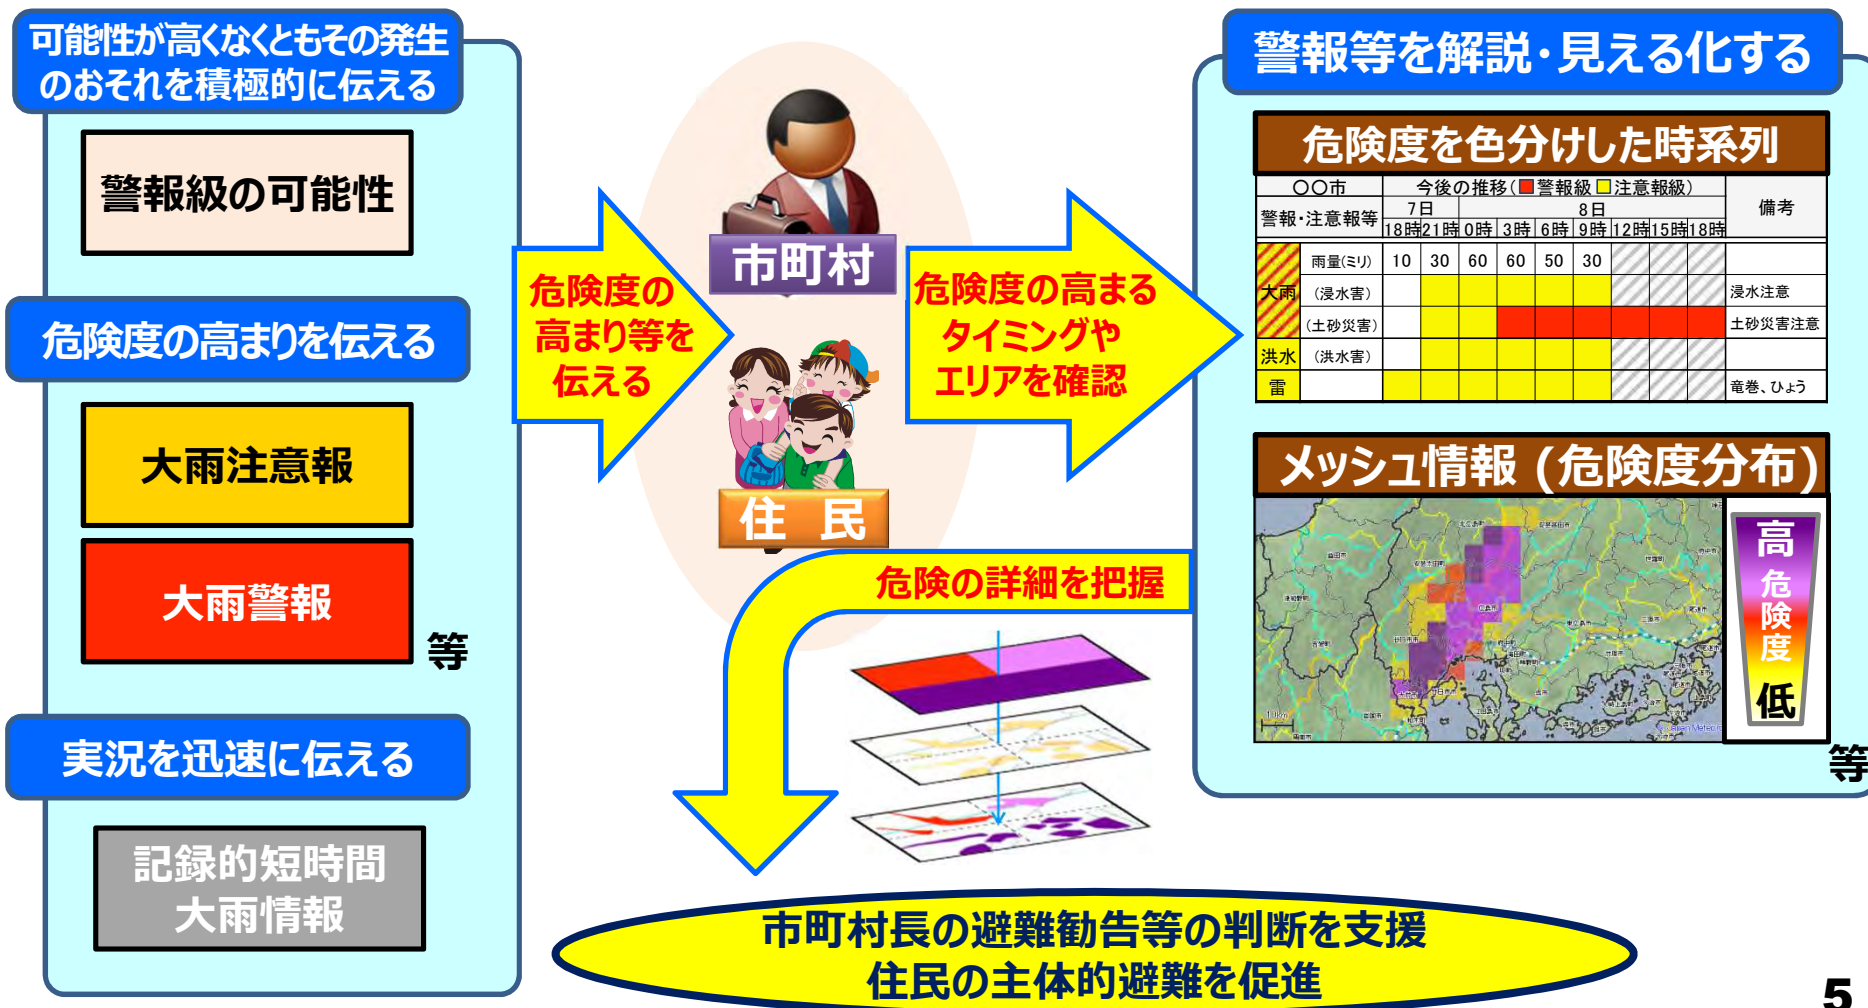 可能性が高くなくともその発生
のおそれを積極的に伝える
警報級の可能性
危険度の高まりを伝える
大雨注意報
大雨警報
等
実況を迅速に伝える
記録的短時間
大雨情報
危険度の
高まり等を
伝える
市町村
住 民
危険度の高まる
タイミングや
エリアを確認
危険の詳細を把握
警報等を解説・見える化する
危険度を色分けした時系列
〇〇市 今後の推移(■警報級□注意報級) 備考
警報・注意報等 7日 8日
18時 21時 0時 3時 6時 9時 12時 15時 18時
大雨 雨量(ミリ) 10 30 60 60 50 30
(浸水害) 浸水注意
(土砂災害) 土砂災害注意
洪水 (洪水害)
雷 竜巻、ひょう
メッシュ情報 (危険度分布)
高
危険度
低
等
市町村長の避難勧告等の判断を支援
住民の主体的避難を促進
5